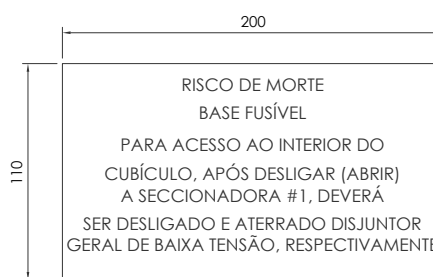 200
110
RISCO DE MORTE
BASE FUSÍVEL
PARA ACESSO AO INTERIOR DO
CUBÍCULO, APÓS DESLIGAR (ABRIR)
A SECCIONADORA #1, DEVERÁ
SER DESLIGADO E ATERRADO DISJUNTOR
GERAL DE BAIXA TENSÃO, RESPECTIVAMENTE